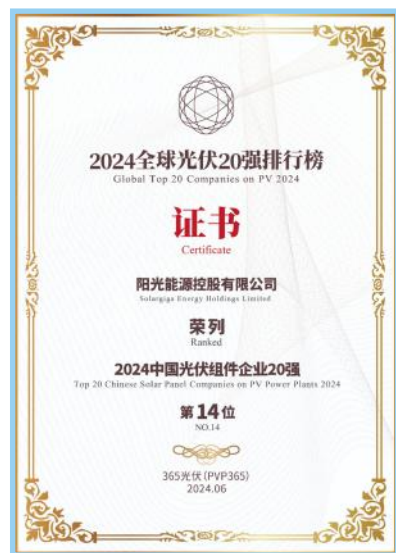 2024全球光伏20强排行榜
Global Top 20 Companies on PV 2024
证书
Certificate
阳光能源控股有限公司
Solargiga Energy Holdings Limited
荣列
Ranked
2024中国光伏组件企业20强
Top 20 Chinese Solar Panel Companies on PV Power Plants 2024
第14位
NO.14
365光伏(PVP365)
2024.06